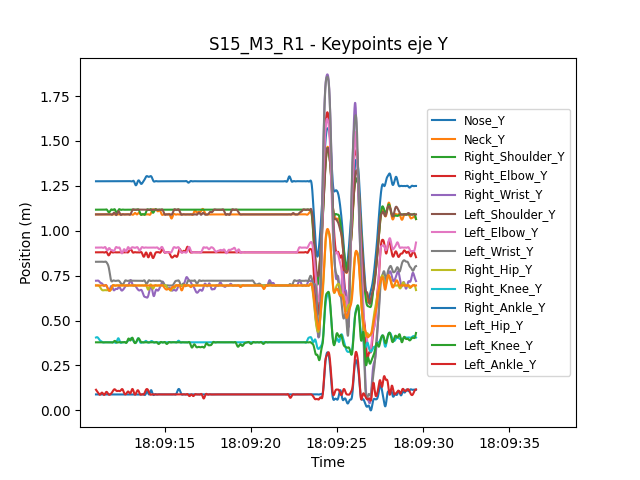 S15_M3_R1 - Keypoints eje Y
Position (m)
1.75
1.50
1.25
1.00
0.75
0.50
0.25
0.00
18:09:15
18:09:20
18:09:25
18:09:30
18:09:35
Time
Nose_Y
Neck_Y
Right_Shoulder_Y
Right_Elbow_Y
Right_Wrist_Y
Left_Shoulder_Y
Left_Elbow_Y
Left_Wrist_Y
Right_Hip_Y
Right_Knee_Y
Right_Ankle_Y
Left_Hip_Y
Left_Knee_Y
Left_Ankle_Y